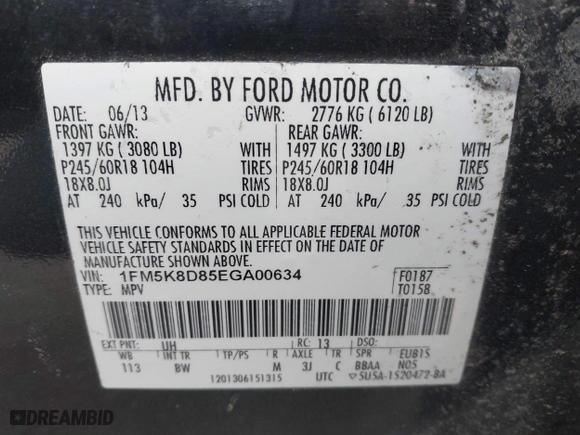 MFD. BY FORD MOTOR CO.
DATE: 06/13 GVWR: 2776 KG ( 6120 LB)
FRONT GAWR: REAR GAWR:
1397 KG ( 3080 LB) WITH 1497 KG ( 3300 LB) WITH
P245/60R18 104H TIRES P245/60R18 104H TIRES
18X8.0J RIMS 18X8.0J RIMS
AT 240 kPa/ 35 PSI COLD AT 240 kPa/ 35 PSI COLD
THIS VEHICLE CONFORMS TO ALL APPLICABLE FEDERAL MOTOR
VEHICLE SAFETY STANDARDS IN EFFECT ON THE DATE OF
MANUFACTURE SHOWN ABOVE.
VIN: 1FM5K8D85EGA00634 F0187
TYPE: MPV T0158
EXT PNT: UH RC: 13 DSO:
WB INT TR TP/PS R AXLE TR SPR EUB1S
113 BW M 3J C BBAA N05
1201306151315 UTC 5U5A-1520472-BA
DREAMBID